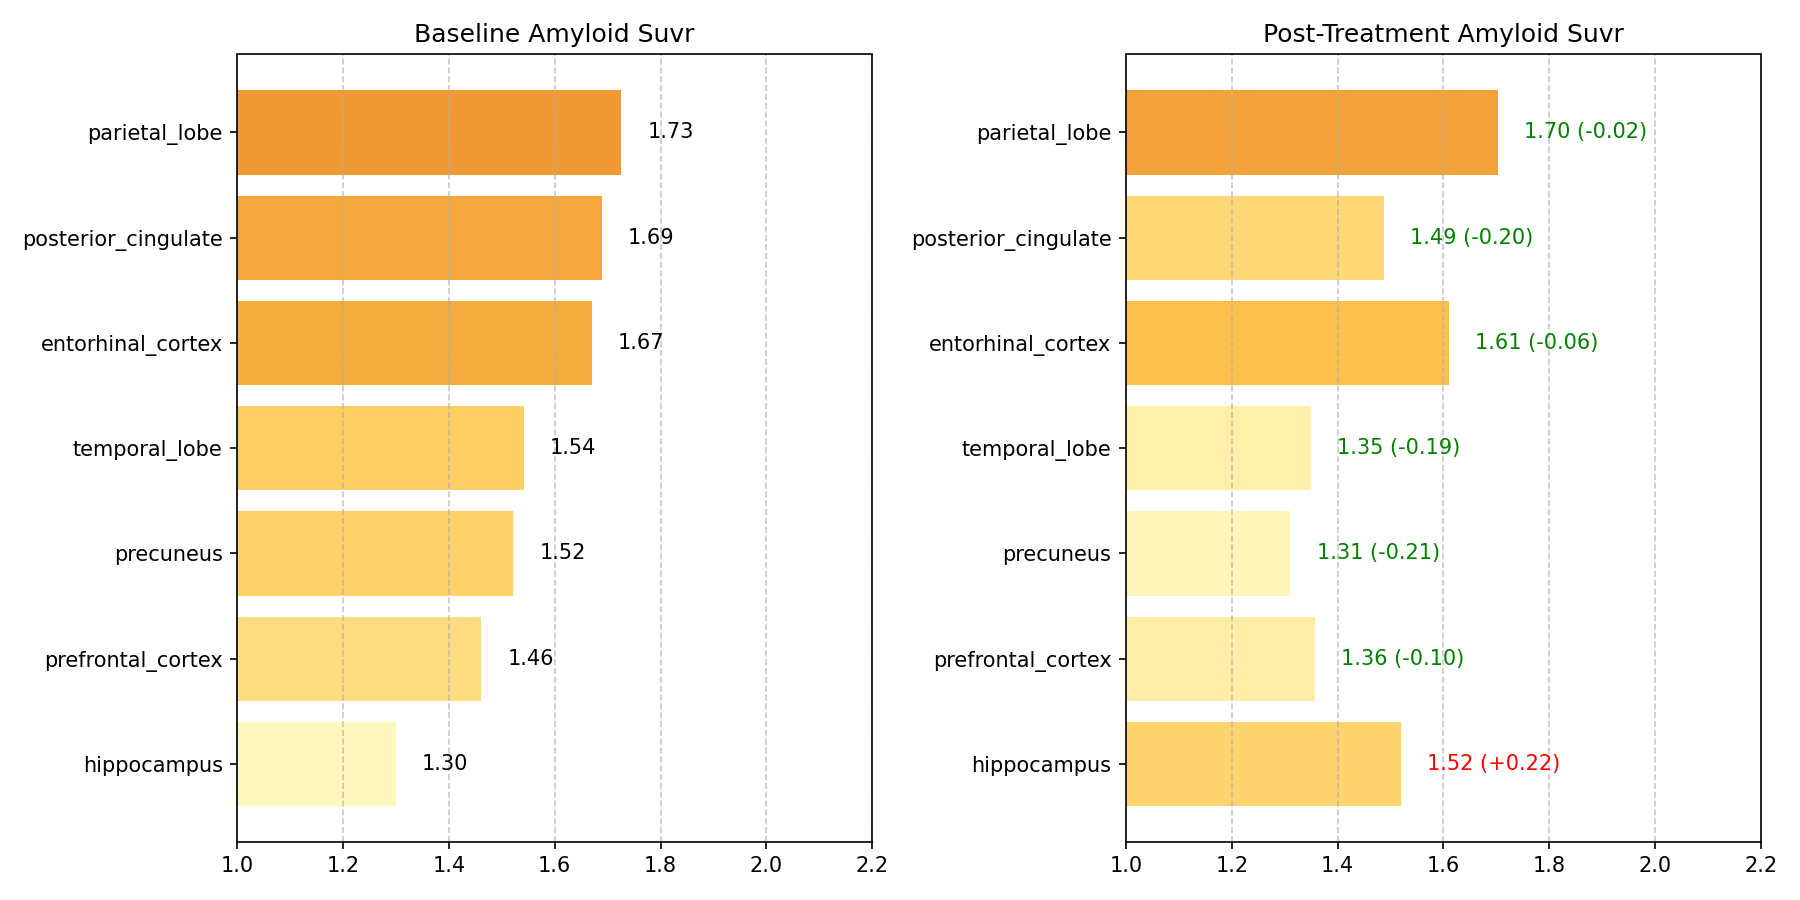 Baseline Amyloid Suvr
parietal_lobe 1.73
posterior_cingulate 1.69
entorhinal_cortex 1.67
temporal_lobe 1.54
precuneus 1.52
prefrontal_cortex 1.46
hippocampus 1.30
1.0 1.2 1.4 1.6 1.8 2.0 2.2
Post-Treatment Amyloid Suvr
parietal_lobe 1.70 (-0.02)
posterior_cingulate 1.49 (-0.20)
entorhinal_cortex 1.61 (-0.06)
temporal_lobe 1.35 (-0.19)
precuneus 1.31 (-0.21)
prefrontal_cortex 1.36 (-0.10)
hippocampus 1.52 (+0.22)
1.0 1.2 1.4 1.6 1.8 2.0 2.2